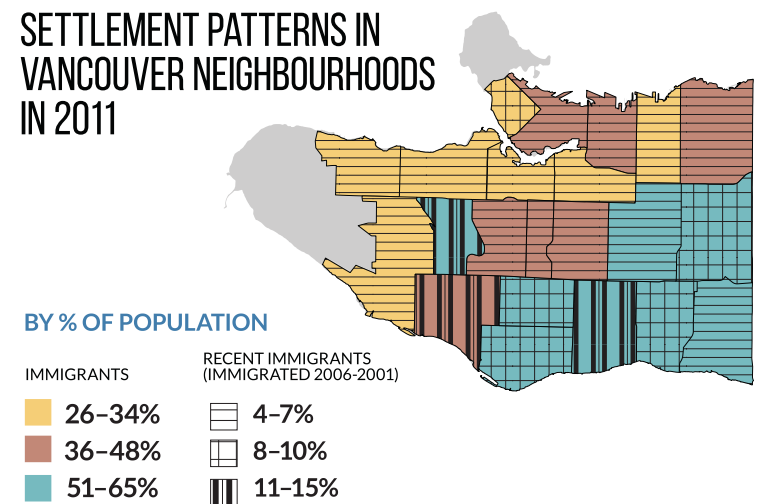 SETTLEMENT PATTERNS IN
VANCOUVER NEIGHBOURHOODS
IN 2011
BY % OF POPULATION
IMMIGRANTS
26–34%
36–48%
51–65%
RECENT IMMIGRANTS
(IMMIGRATED 2006-2001)
4–7%
8–10%
11–15%